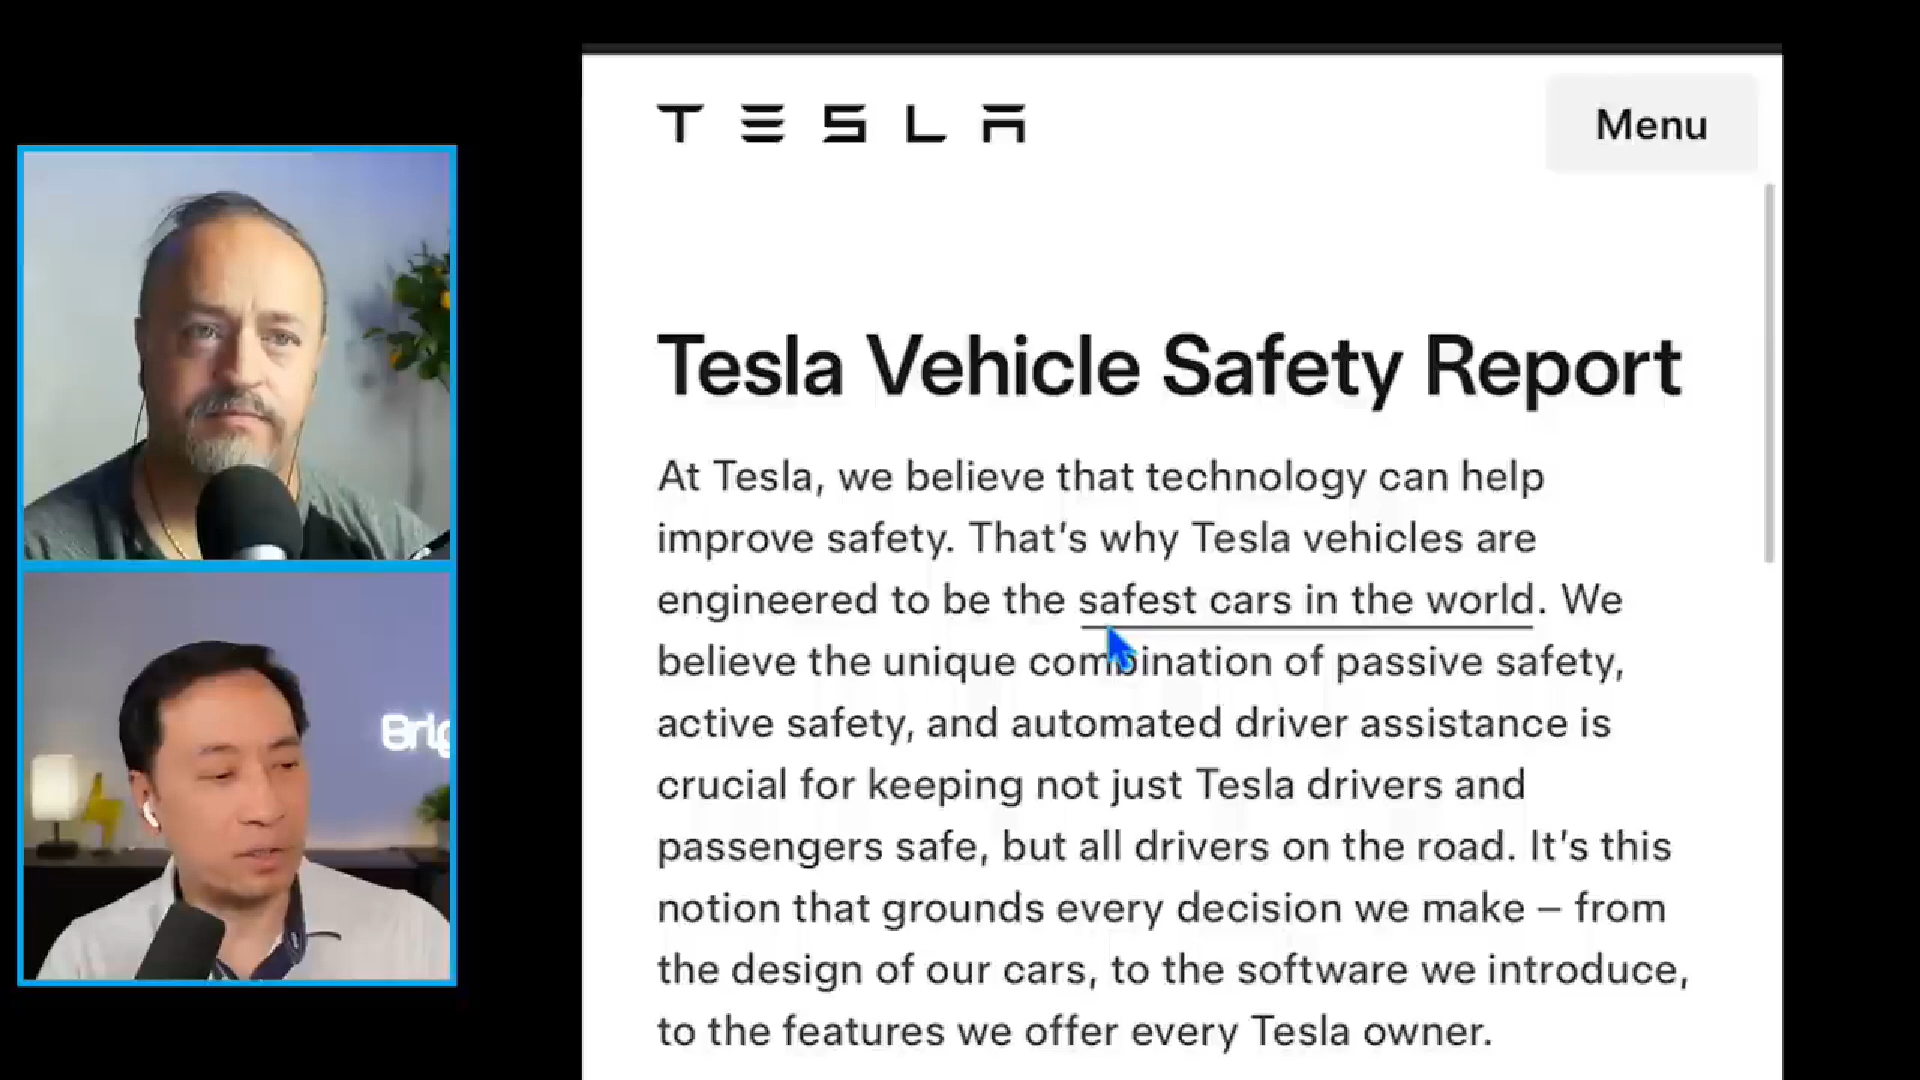 TESLA
Menu
Tesla Vehicle Safety Report
At Tesla, we believe that technology can help
improve safety. That's why Tesla vehicles are
engineered to be the safest cars in the world. We
believe the unique combination of passive safety,
active safety, and automated driver assistance is
crucial for keeping not just Tesla drivers and
passengers safe, but all drivers on the road. It's this
notion that grounds every decision we make – from
the design of our cars, to the software we introduce,
to the features we offer every Tesla owner.
Brig